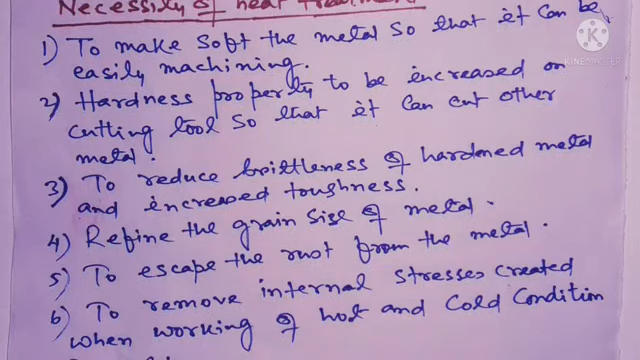 Necessity of heat treatment
1) To make soft the metal so that it can be
easily machining.
KINEMASTER
2) Hardness property to be increased on
cutting tool so that it can cut other
metal.
3) To reduce brittleness of hardened metal
and increased toughness.
4) Refine the grain size of metal.
5) To escape the rust from the metal.
6) To remove internal stresses created
when working of hot and cold condition